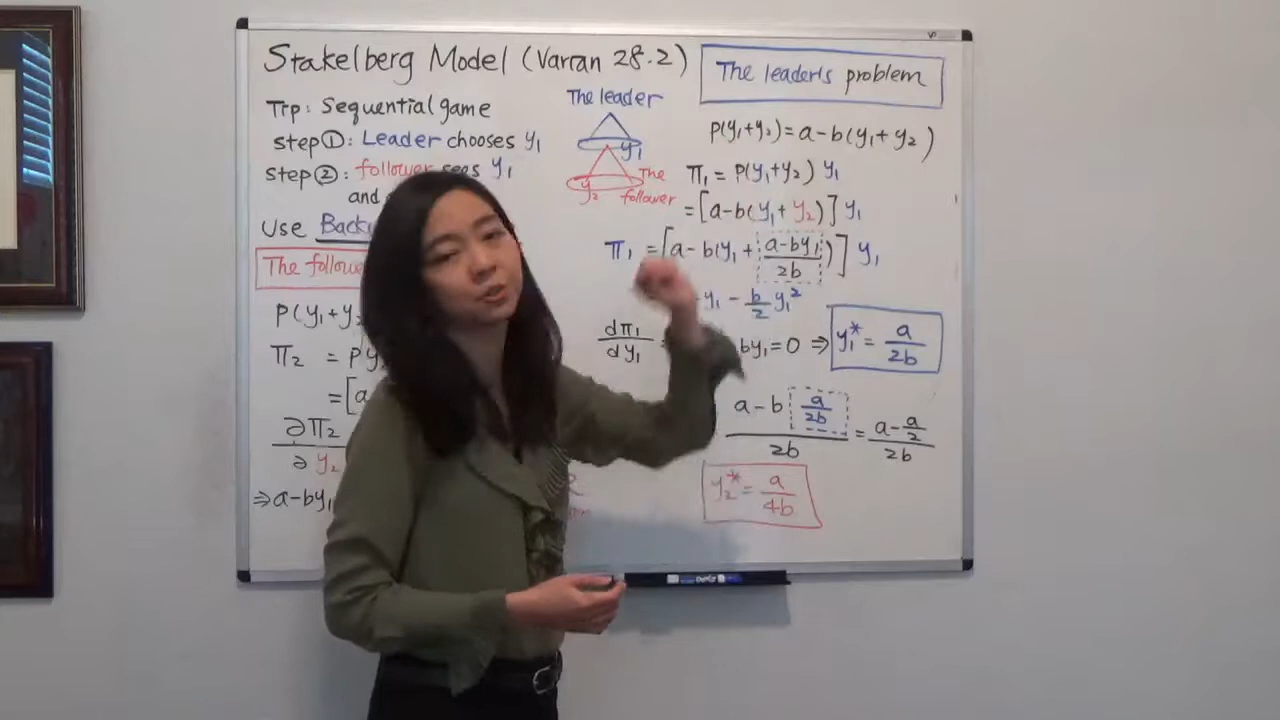 Stakelberg Model (Varian 28.2)
Tip: Sequential game
step①: Leader chooses y₁
step②: follower sees y₁
and
Use Back
The follow
P(y₁+y
π₂ = P(y
=[a
∂π₂
∂y₂
⇒a-by₁
The leader
y₁
y₂
The
follower
The leader's problem
P(y₁+y₂)=a-b(y₁+y₂)
π₁ = P(y₁+y₂) y₁
=[a-b(y₁+y₂)] y₁
π₁ =[a-b(y₁+ (a-by₁)/2b )] y₁
y₁ - b/2 y₁²
dπ₁/dy₁ = by₁=0 ⇒ y₁* = a/2b
(a-b a/2b)/2b = (a-a/2)/2b
y₂* = a/4b